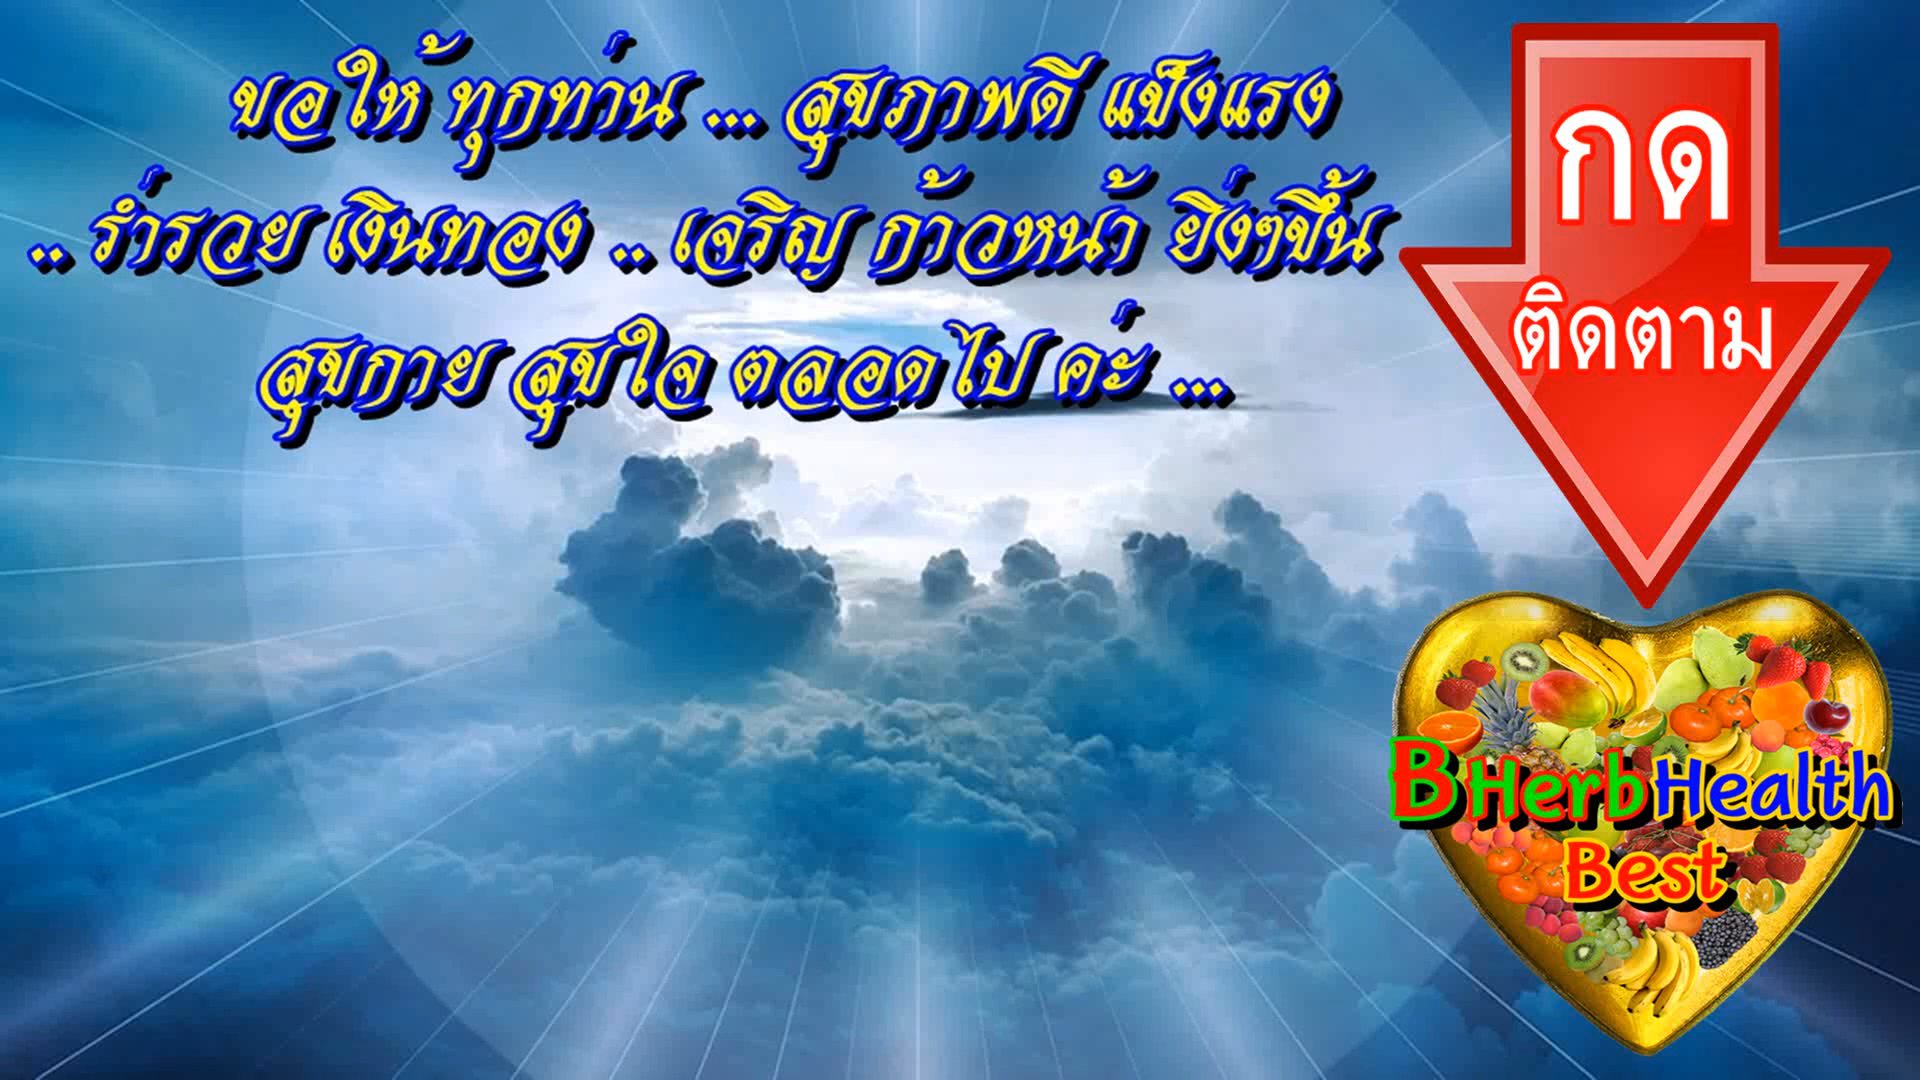 ขอให้ ทุกท่าน ... สุขภาพดี แข็งแรง
.. ร่ำรวย เงินทอง .. เจริญ ก้าวหน้า ยิ่งๆขึ้น
สุขกาย สุขใจ ตลอดไป ค่ะ ...
กด
ติดตาม
B Herb Health
Best